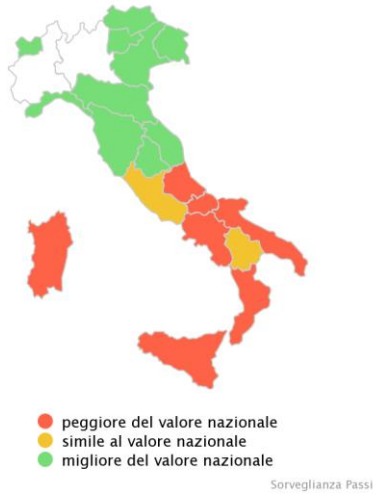 peggiore del valore nazionale
simile al valore nazionale
migliore del valore nazionale
Sorveglianza Passi